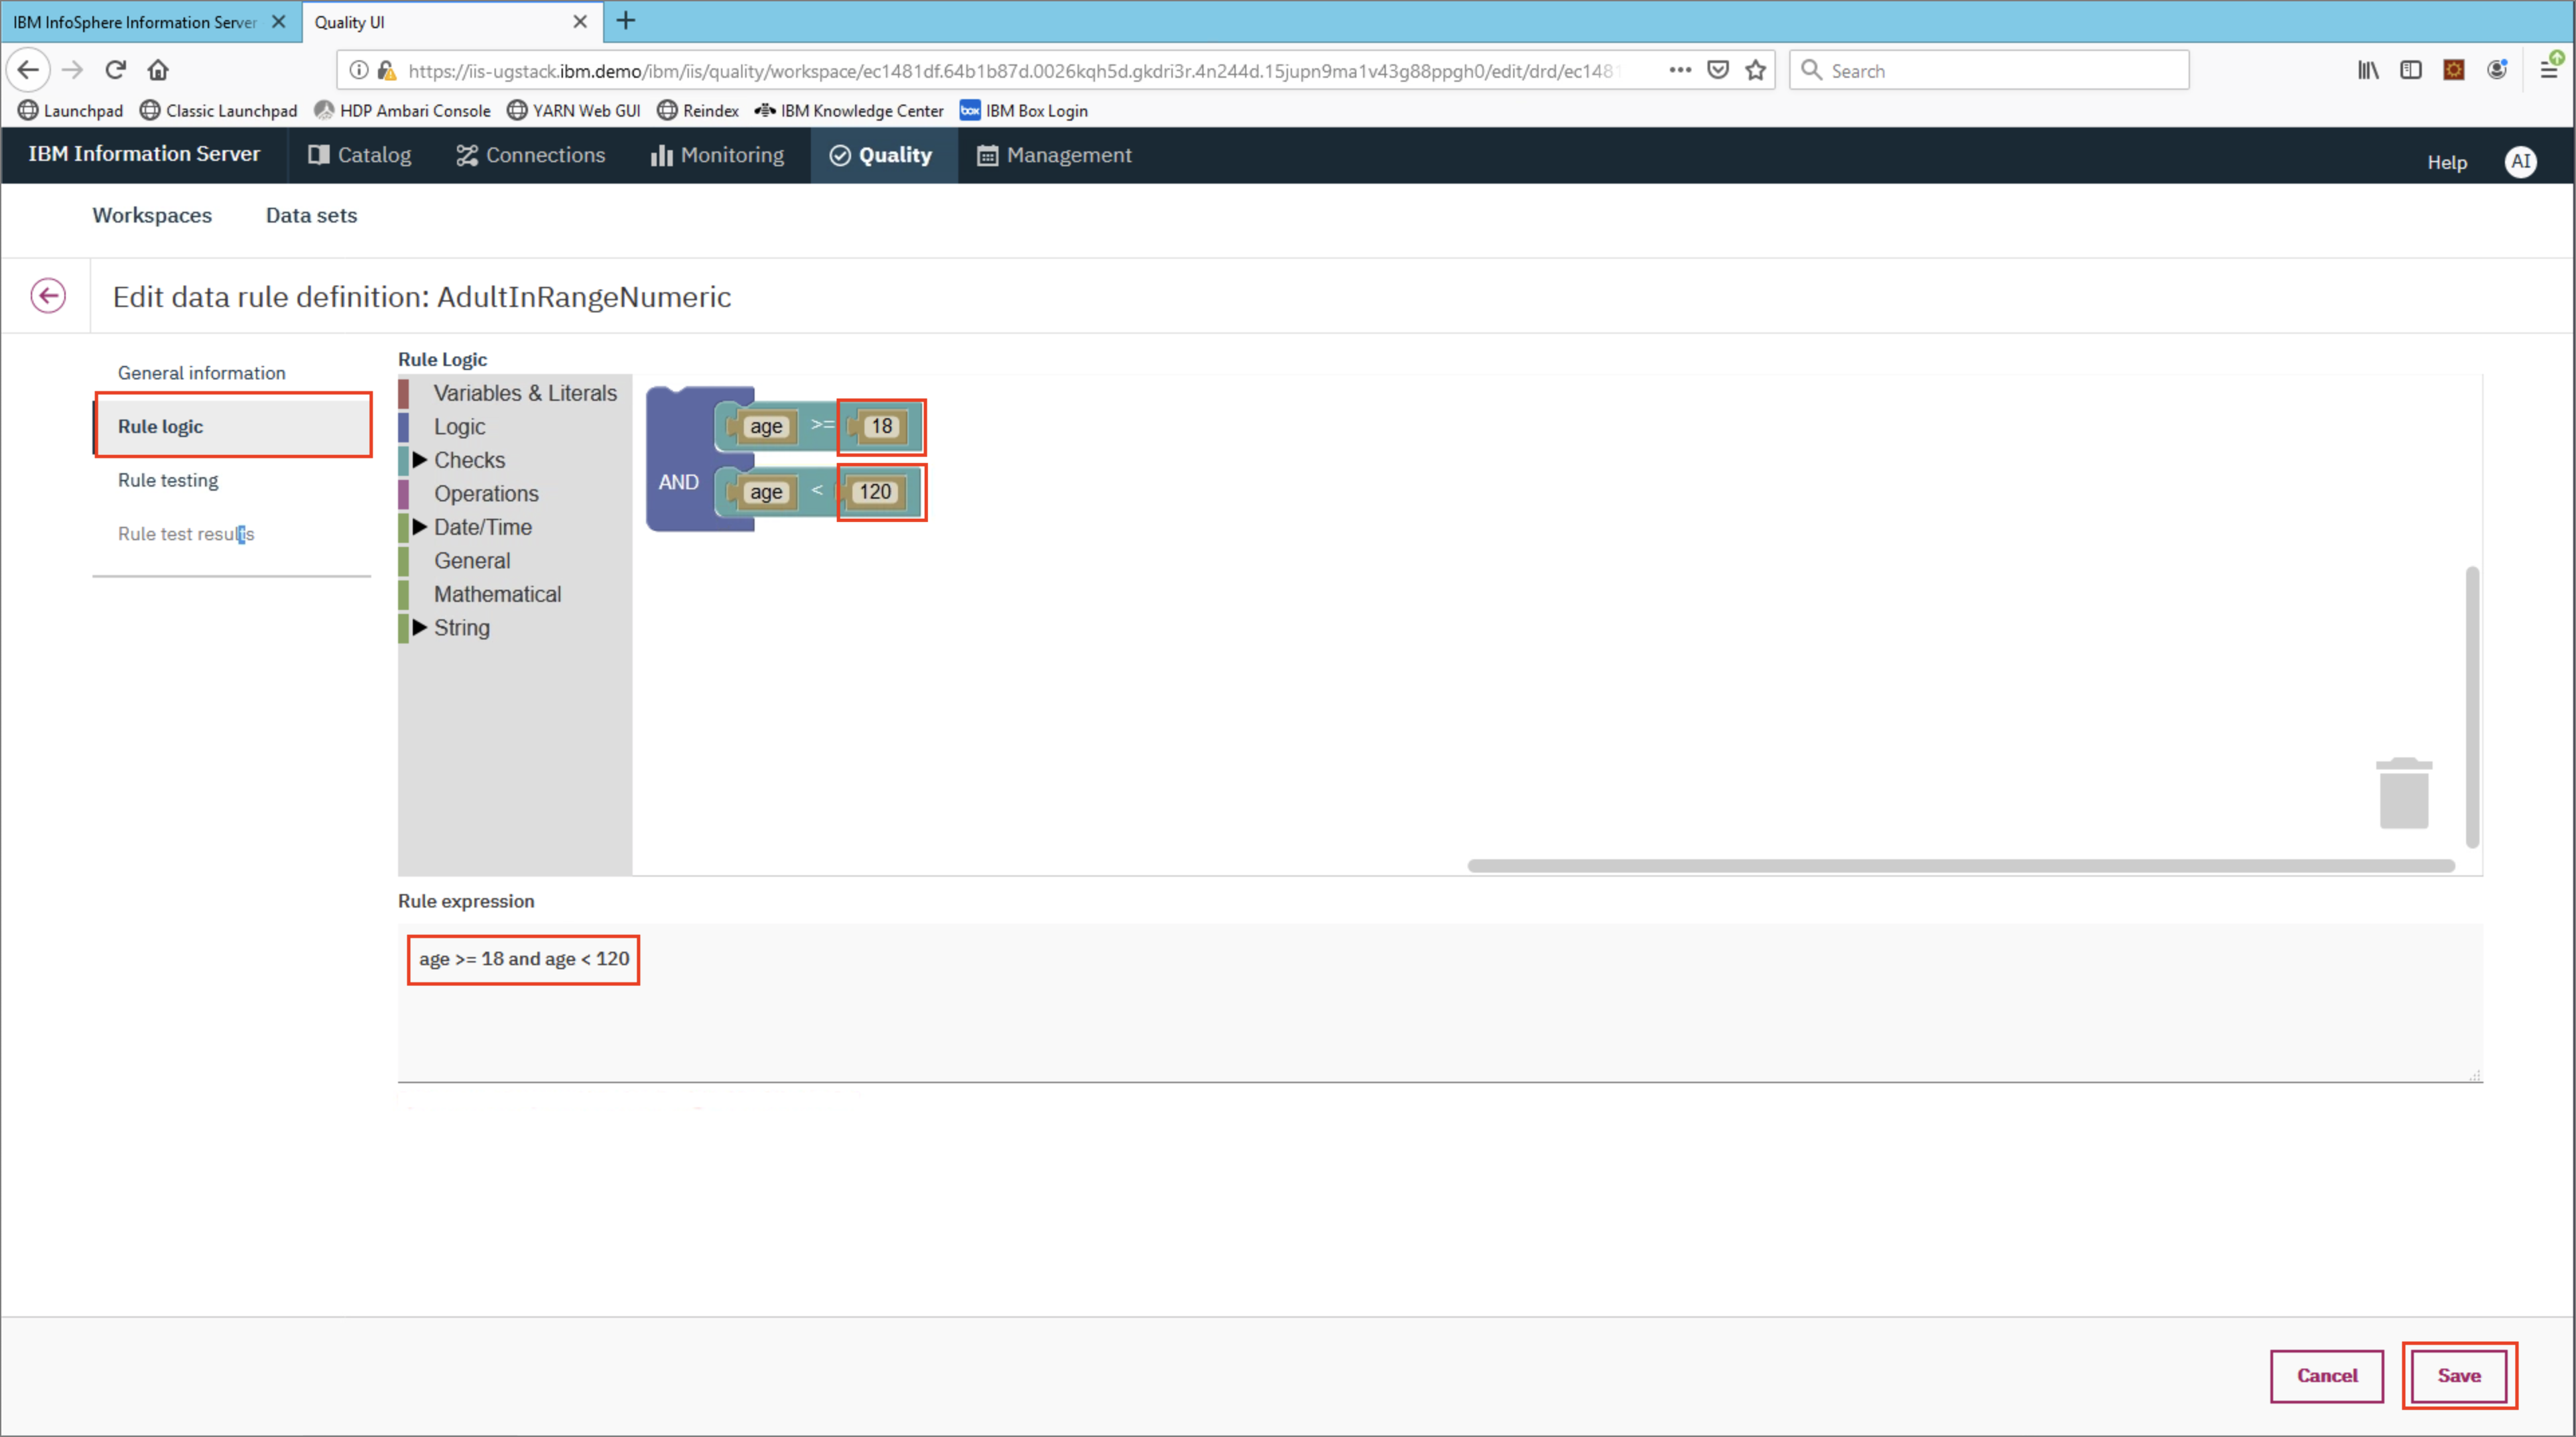 IBM InfoSphere Information Server
Quality UI
https://iis-ugstack.ibm.demo/ibm/iis/quality/workspace/ec1481df.64b1b87d.0026kqh5d.gkdri3r.4n244d.15jupn9ma1v43g88ppgh0/edit/drd/ec1481
Search
Launchpad
Classic Launchpad
HDP Ambari Console
YARN Web GUI
Reindex
IBM Knowledge Center
box
IBM Box Login
IBM Information Server
Catalog
Connections
Monitoring
Quality
Management
Help
AI
Workspaces
Data sets
Edit data rule definition: AdultInRangeNumeric
General information
Rule logic
Rule testing
Rule test results
Rule Logic
Variables & Literals
Logic
Checks
Operations
Date/Time
General
Mathematical
String
age >= 18
AND
age < 120
Rule expression
age >= 18 and age < 120
Cancel
Save